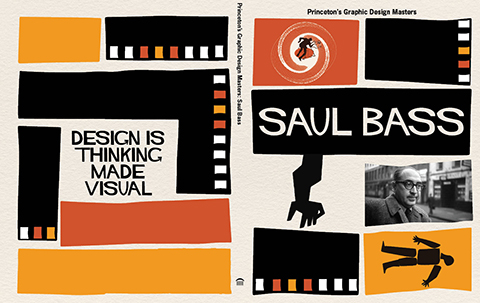 DESIGN IS
THINKING
MADE
VISUAL
Princeton's Graphic Design Masters: Saul Bass
Princeton's Graphic Design Masters
SAUL BASS